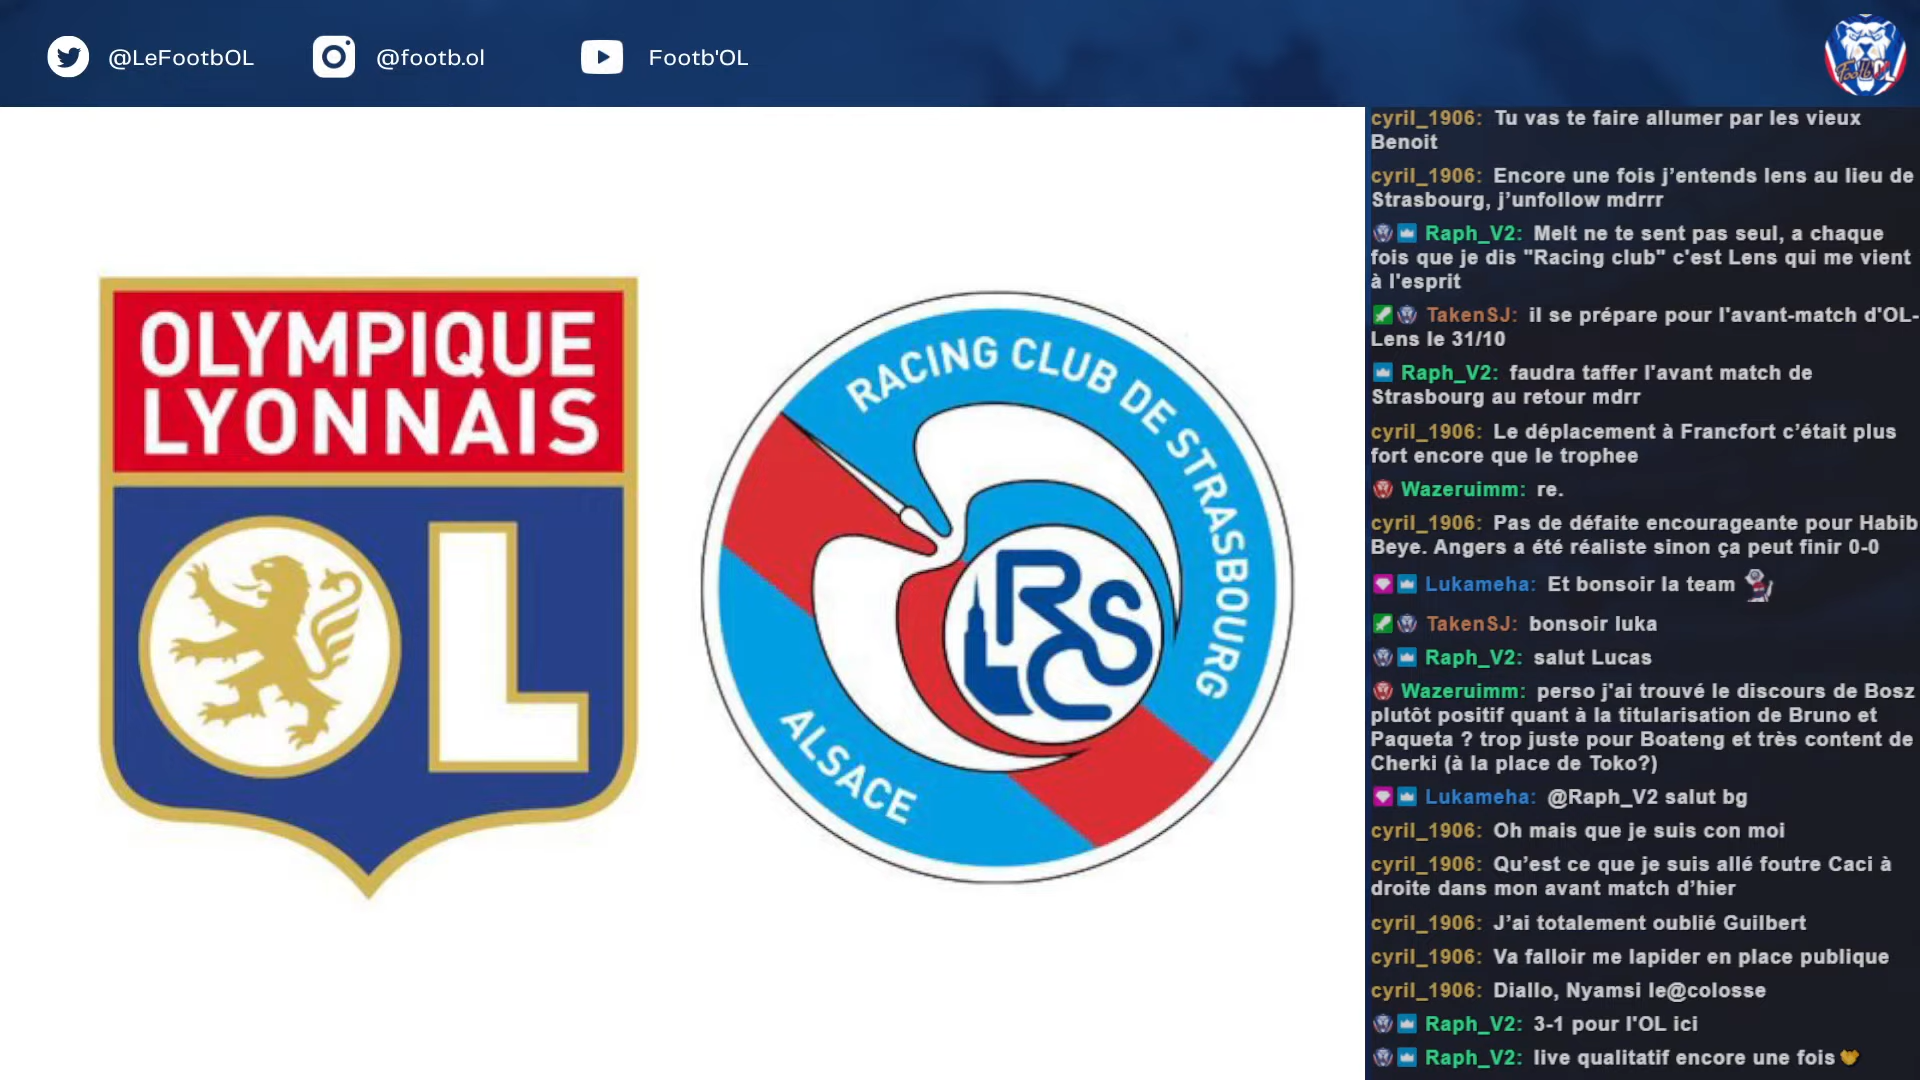 @LeFootbOL
@footb.ol
Footb'OL
OLYMPIQUE
LYONNAIS
OL
RACING CLUB DE STRASBOURG
RCS
ALSACE
cyril_1906: Tu vas te faire allumer par les vieux
Benoit
cyril_1906: Encore une fois j’entends lens au lieu de
Strasbourg, j’unfollow mdrrr
Raph_V2: Melt ne te sent pas seul, a chaque
fois que je dis "Racing club" c'est Lens qui me vient
à l'esprit
TakenSJ: il se prépare pour l'avant-match d'OL-
Lens le 31/10
Raph_V2: faudra taffer l'avant match de
Strasbourg au retour mdrr
cyril_1906: Le déplacement à Francfort c’était plus
fort encore que le trophee
Wazeruimm: re.
cyril_1906: Pas de défaite encourageante pour Habib
Beye. Angers a été réaliste sinon ça peut finir 0-0
Lukameha: Et bonsoir la team
TakenSJ: bonsoir luka
Raph_V2: salut Lucas
Wazeruimm: perso j'ai trouvé le discours de Bosz
plutôt positif quant à la titularisation de Bruno et
Paqueta ? trop juste pour Boateng et très content de
Cherki (à la place de Toko?)
Lukameha: @Raph_V2 salut bg
cyril_1906: Oh mais que je suis con moi
cyril_1906: Qu’est ce que je suis allé foutre Caci à
droite dans mon avant match d’hier
cyril_1906: J’ai totalement oublié Guilbert
cyril_1906: Va falloir me lapider en place publique
cyril_1906: Diallo, Nyamsi le@colosse
Raph_V2: 3-1 pour l'OL ici
Raph_V2: live qualitatif encore une fois